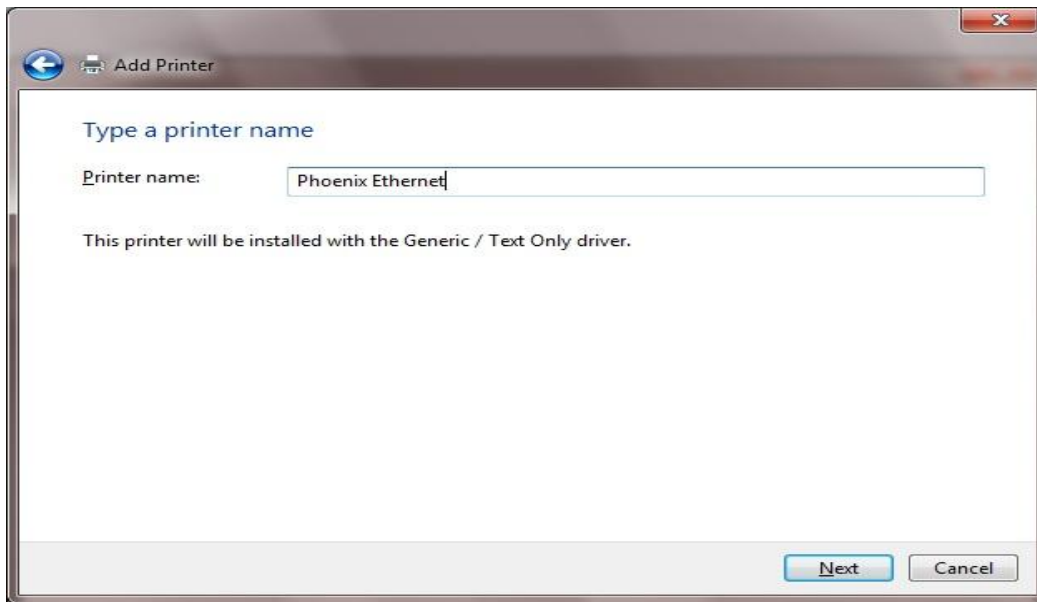 Add Printer
Type a printer name
Printer name: Phoenix Ethernet
This printer will be installed with the Generic / Text Only driver.
Next Cancel